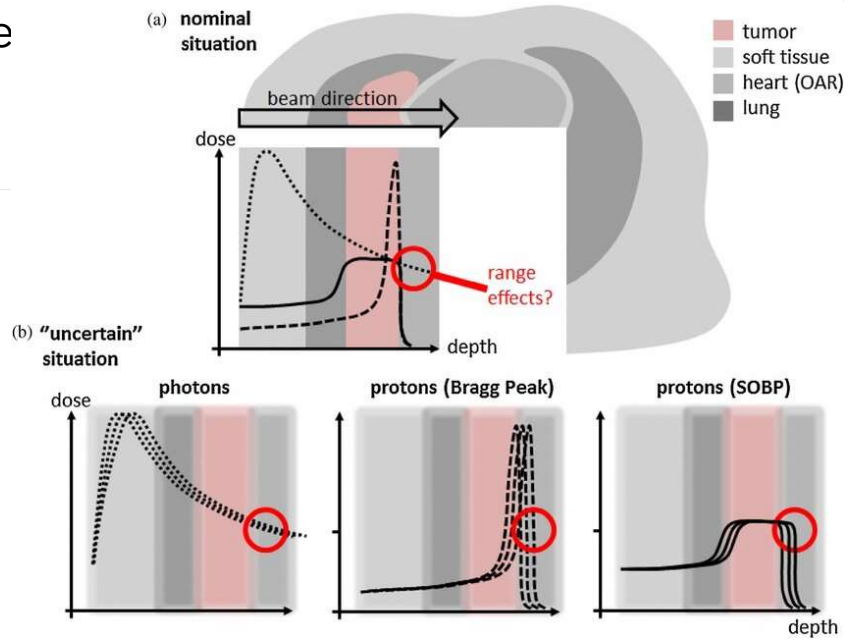 e
(a) nominal
situation
tumor
soft tissue
heart (OAR)
lung
beam direction
dose
range
effects?
depth
(b) "uncertain"
situation
photons
protons (Bragg Peak)
protons (SOBP)
dose
depth